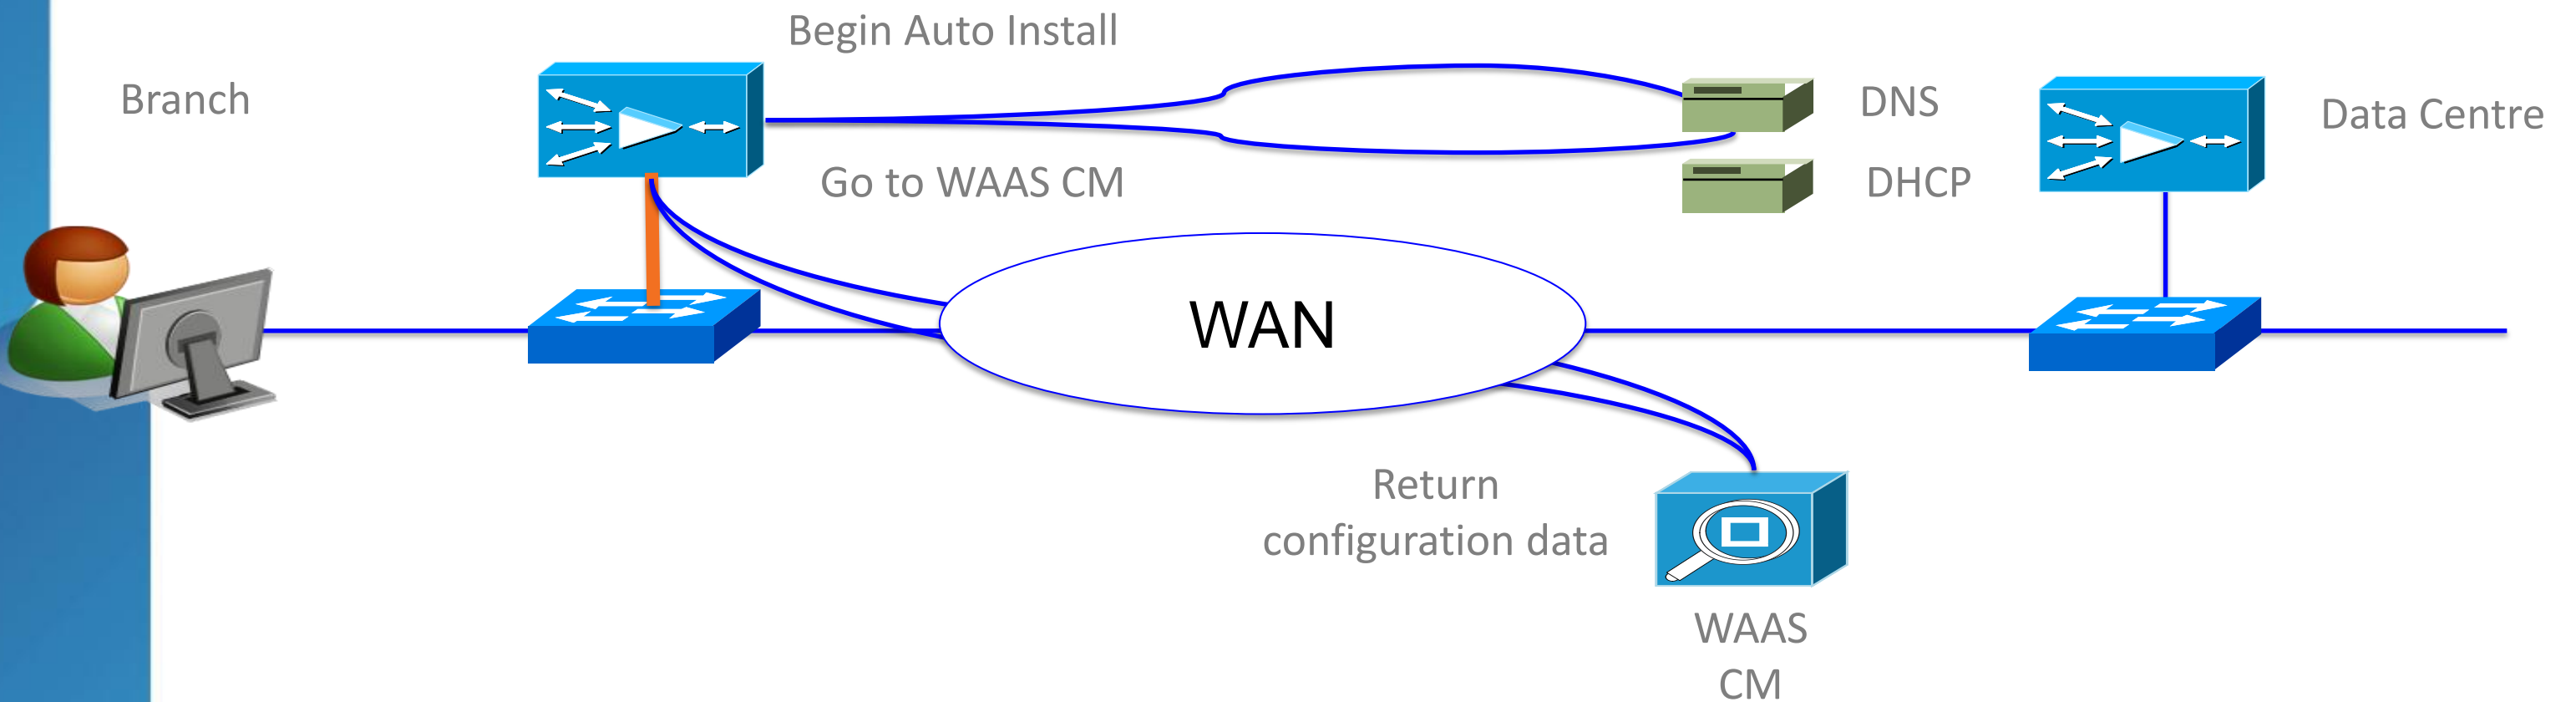 Begin Auto Install
Branch
DNS
Data Centre
Go to WAAS CM
DHCP
WAN
Return
configuration data
WAAS
CM